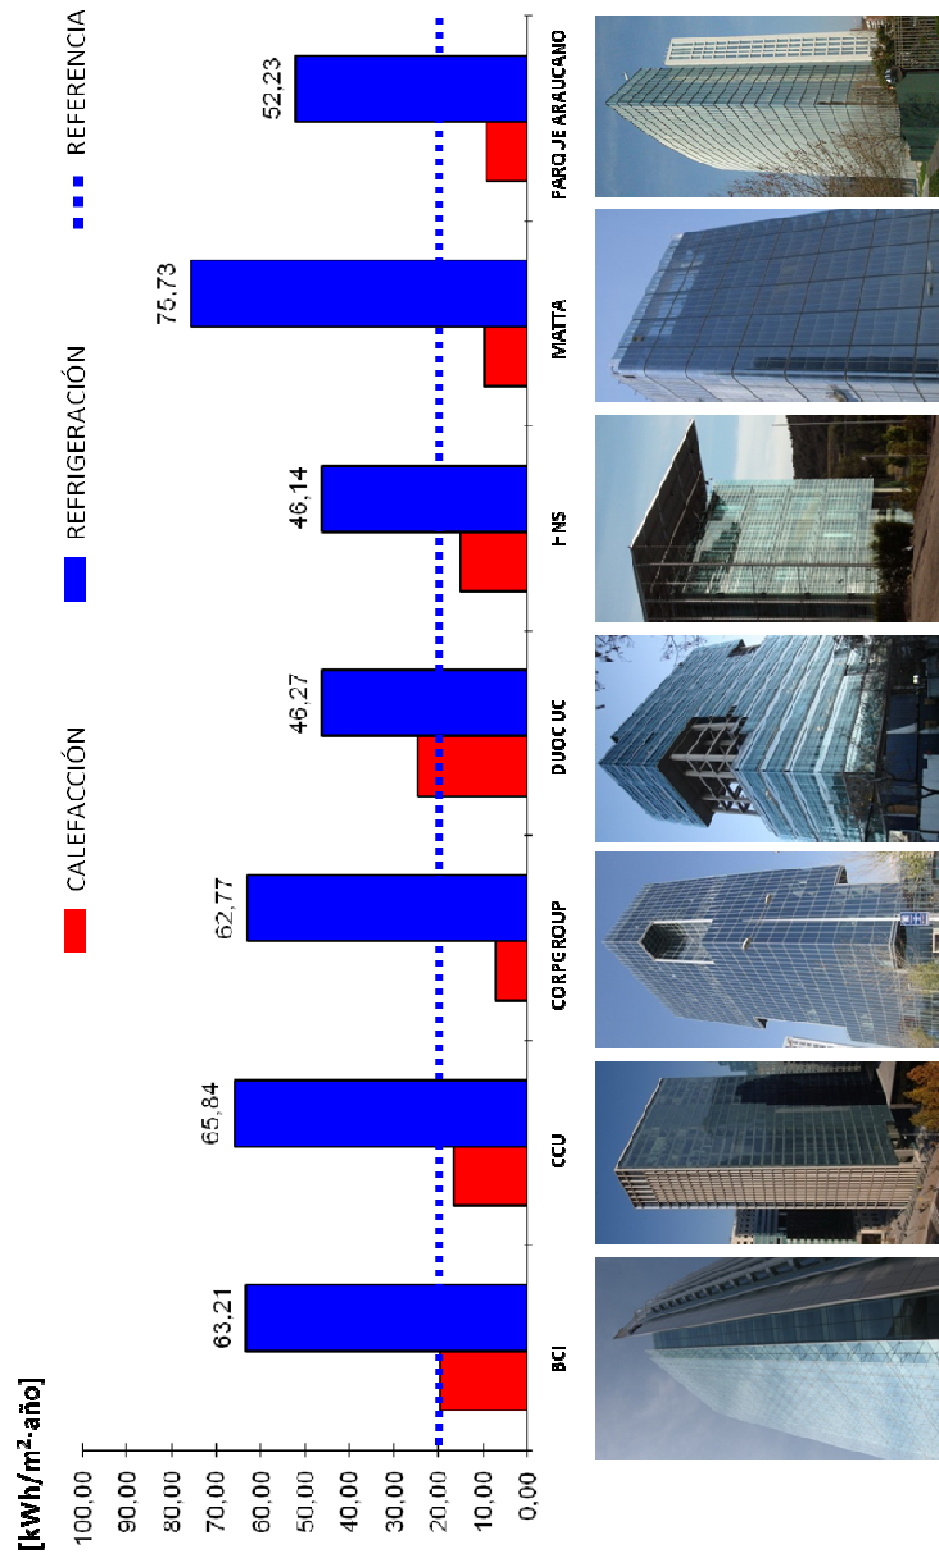 [kWh/m²·año]
CALEFACCIÓN
REFRIGERACIÓN
REFERENCIA
100,00
90,00
80,00
70,00
60,00
50,00
40,00
30,00
20,00
10,00
0,00
63,21
65,84
62,77
46,27
46,14
75,73
52,23
BCI
CCU
CORPGROUP
DUOC UC
HNS
MATTA
PARQUE ARAUCANO